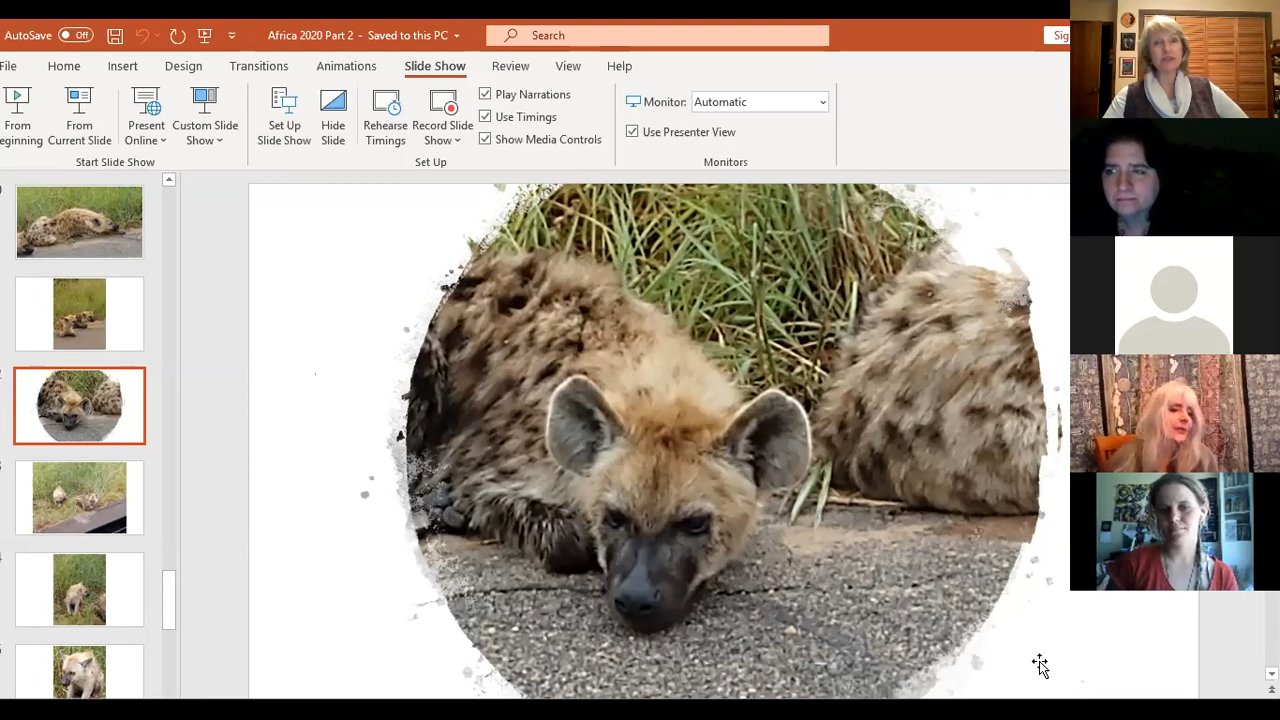 AutoSave Off Africa 2020 Part 2 - Saved to this PC Search Sig
File Home Insert Design Transitions Animations Slide Show Review View Help
From Beginning
From Current Slide
Present Online
Custom Slide Show
Set Up Slide Show
Hide Slide
Rehearse Timings
Record Slide Show
Play Narrations
Use Timings
Show Media Controls
Monitor: Automatic
Use Presenter View
Start Slide Show Set Up Monitors